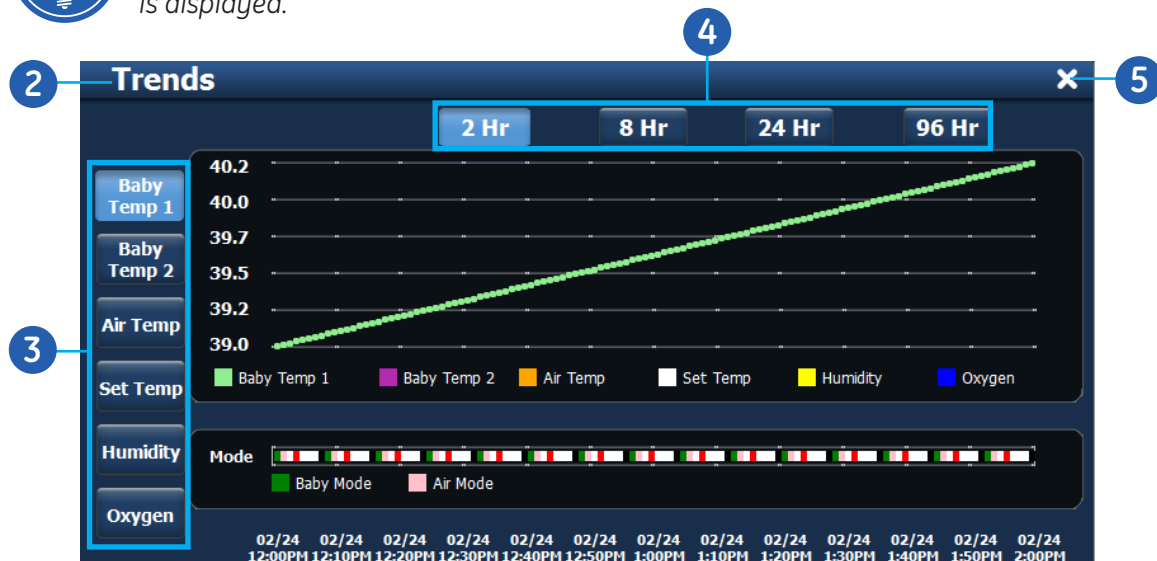 is displayed.
4
2
Trends
5
2 Hr
8 Hr
24 Hr
96 Hr
3
Baby
Temp 1
Baby
Temp 2
Air Temp
Set Temp
Humidity
Oxygen
40.2
40.0
39.7
39.5
39.2
39.0
Baby Temp 1 Baby Temp 2 Air Temp Set Temp Humidity Oxygen
Mode
Baby Mode Air Mode
02/24 02/24 02/24 02/24 02/24 02/24 02/24 02/24 02/24 02/24 02/24 02/24 02/24
12:00PM 12:10PM 12:20PM 12:30PM 12:40PM 12:50PM 1:00PM 1:10PM 1:20PM 1:30PM 1:40PM 1:50PM 2:00PM